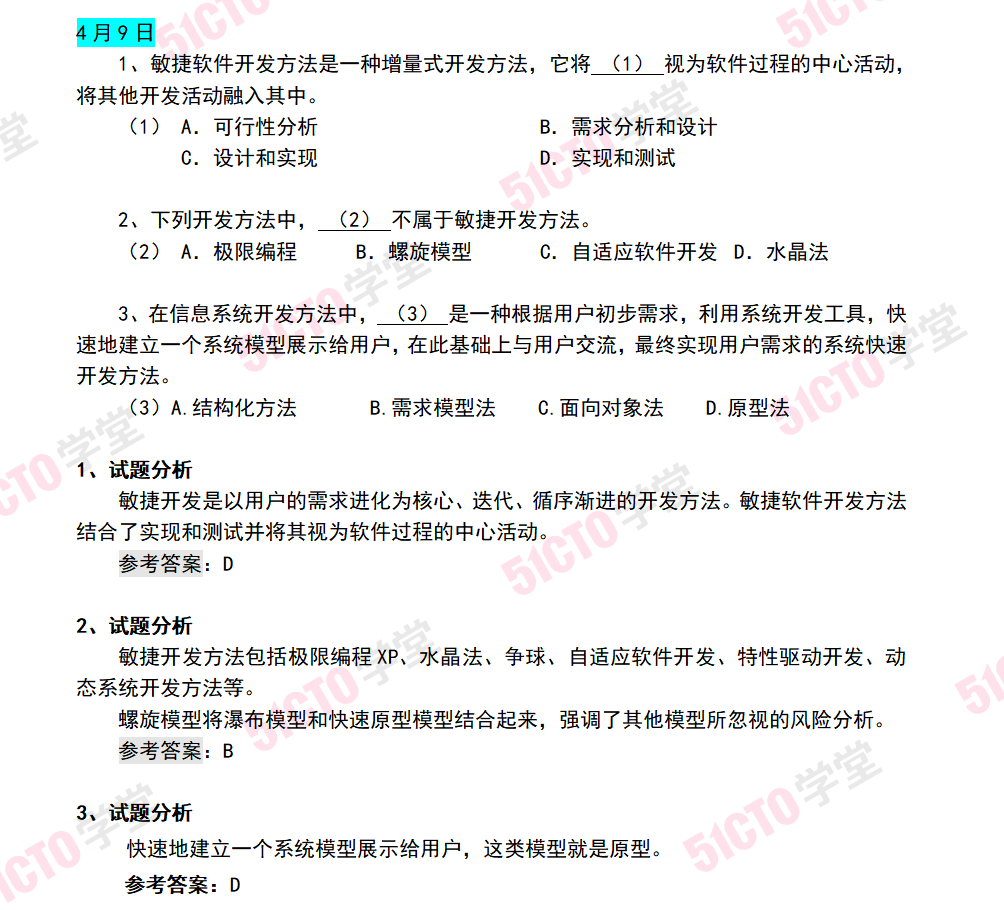 4月9日
1、敏捷软件开发方法是一种增量式开发方法，它将（1）视为软件过程的中心活动，
将其他开发活动融入其中。
（1） A．可行性分析 B．需求分析和设计
C．设计和实现 D．实现和测试
2、下列开发方法中，（2）不属于敏捷开发方法。
（2） A．极限编程 B．螺旋模型 C．自适应软件开发 D．水晶法
3、在信息系统开发方法中，（3）是一种根据用户初步需求，利用系统开发工具，快
速地建立一个系统模型展示给用户，在此基础上与用户交流，最终实现用户需求的系统快速
开发方法。
（3）A.结构化方法 B.需求模型法 C.面向对象法 D.原型法
1、试题分析
敏捷开发是以用户的需求进化为核心、迭代、循序渐进的开发方法。敏捷软件开发方法
结合了实现和测试并将其视为软件过程的中心活动。
参考答案：D
2、试题分析
敏捷开发方法包括极限编程XP、水晶法、争球、自适应软件开发、特性驱动开发、动
态系统开发方法等。
螺旋模型将瀑布模型和快速原型模型结合起来，强调了其他模型所忽视的风险分析。
参考答案：B
3、试题分析
快速地建立一个系统模型展示给用户，这类模型就是原型。
参考答案：D
51CTO学堂
51CTO学堂
51CTO学堂
51CTO学堂
51CTO学堂
51CTO学堂
51CTO学堂